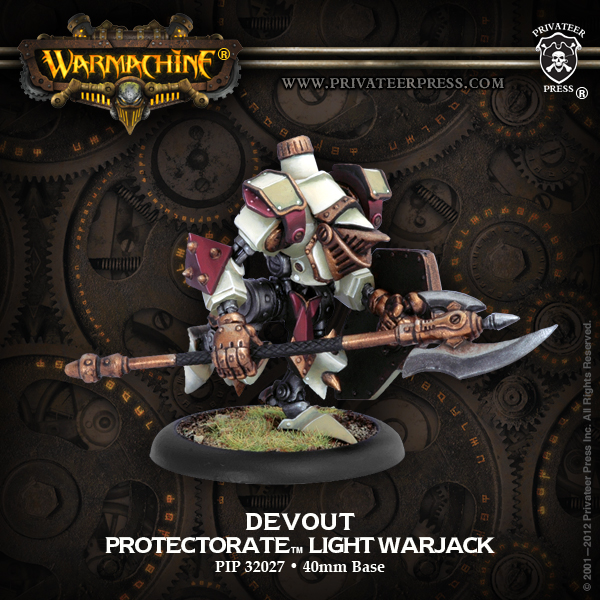 WARMACHINE®
PRIVATEER
PRESS®
WWW.PRIVATEERPRESS.COM
DEVOUT
PROTECTORATE™ LIGHT WARJACK
PIP 32027 • 40mm Base
© 2001–2012 Privateer Press Inc. All Rights Reserved.